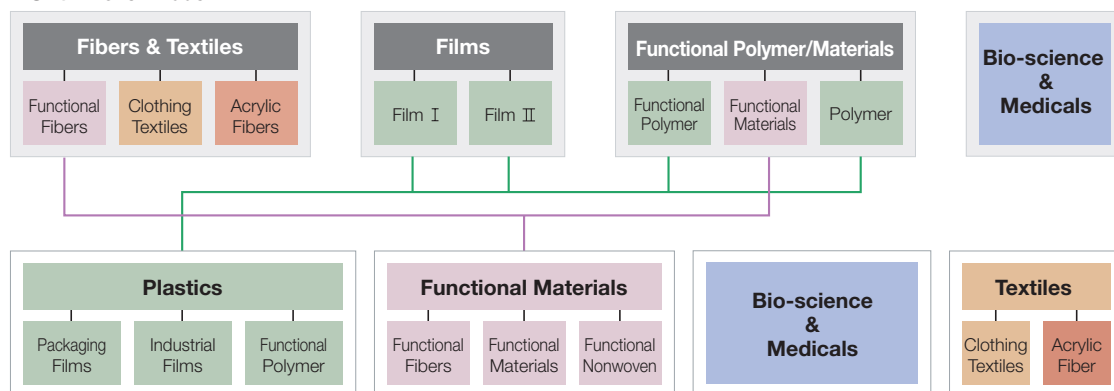 Fibers & Textiles
Functional
Fibers
Clothing
Textiles
Acrylic
Fibers
Films
Film Ⅰ
Film Ⅱ
Functional Polymer/Materials
Functional
Polymer
Functional
Materials
Polymer
Bio-science
&
Medicals
Plastics
Packaging
Films
Industrial
Films
Functional
Polymer
Functional Materials
Functional
Fibers
Functional
Materials
Functional
Nonwoven
Bio-science
&
Medicals
Textiles
Clothing
Textiles
Acrylic
Fiber